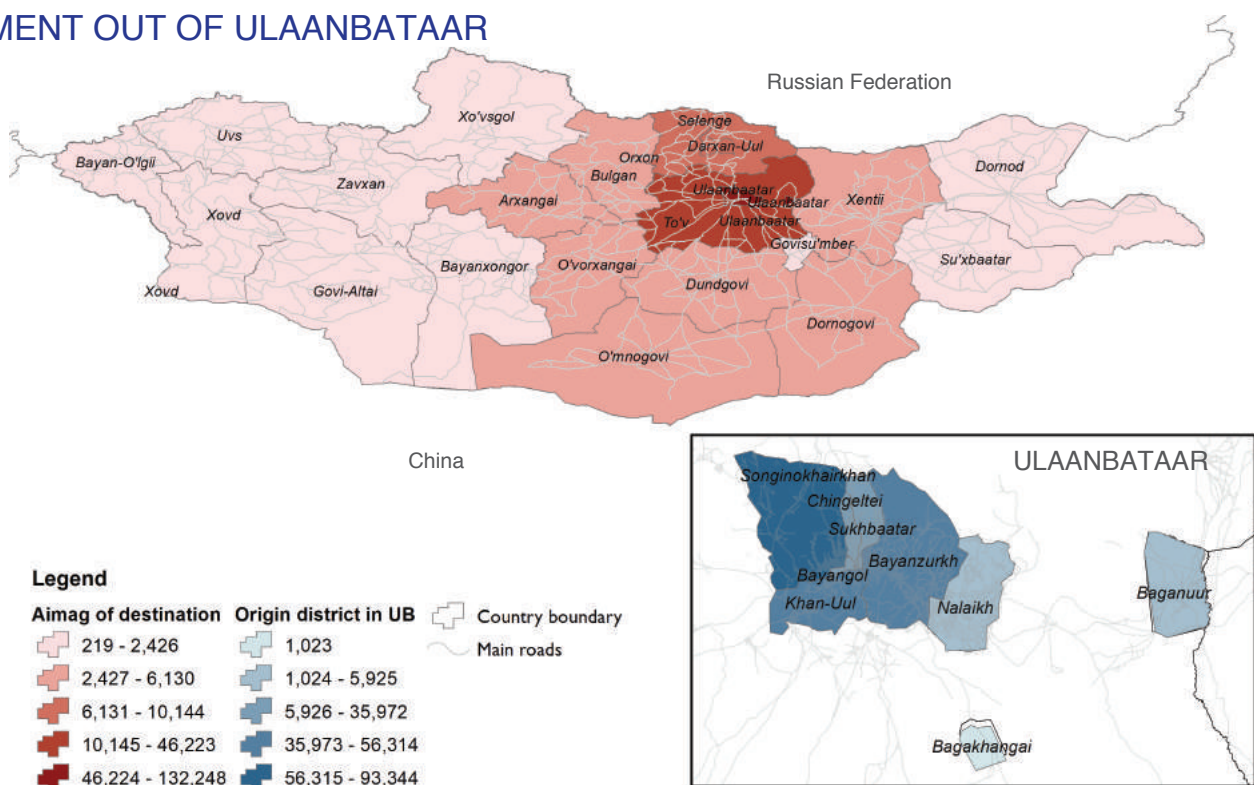 MENT OUT OF ULAANBATAAR
Russian Federation
Xo'vsgol
Uvs
Bayan-O'lgii
Zavxan
Xovd
Selenge
Darxan-Uul
Orxon
Bulgan
Arxangai
Ulaanbaatar
Ulaanbaatar
To'v
Ulaanbaatar
Govisu'mber
Xentii
Dornod
Su'xbaatar
Bayanxongor
O'vorxangai
Dundgovi
Xovd
Govi-Altai
Dornogovi
O'mnogovi
China
ULAANBATAAR
Songinokhairkhan
Chingeltei
Sukhbaatar
Bayanzurkh
Bayangol
Khan-Uul
Nalaikh
Baganuur
Bagakhangai
Legend
Aimag of destination
219 - 2,426
2,427 - 6,130
6,131 - 10,144
10,145 - 46,223
46,224 - 132,248
Origin district in UB
1,023
1,024 - 5,925
5,926 - 35,972
35,973 - 56,314
56,315 - 93,344
Country boundary
Main roads